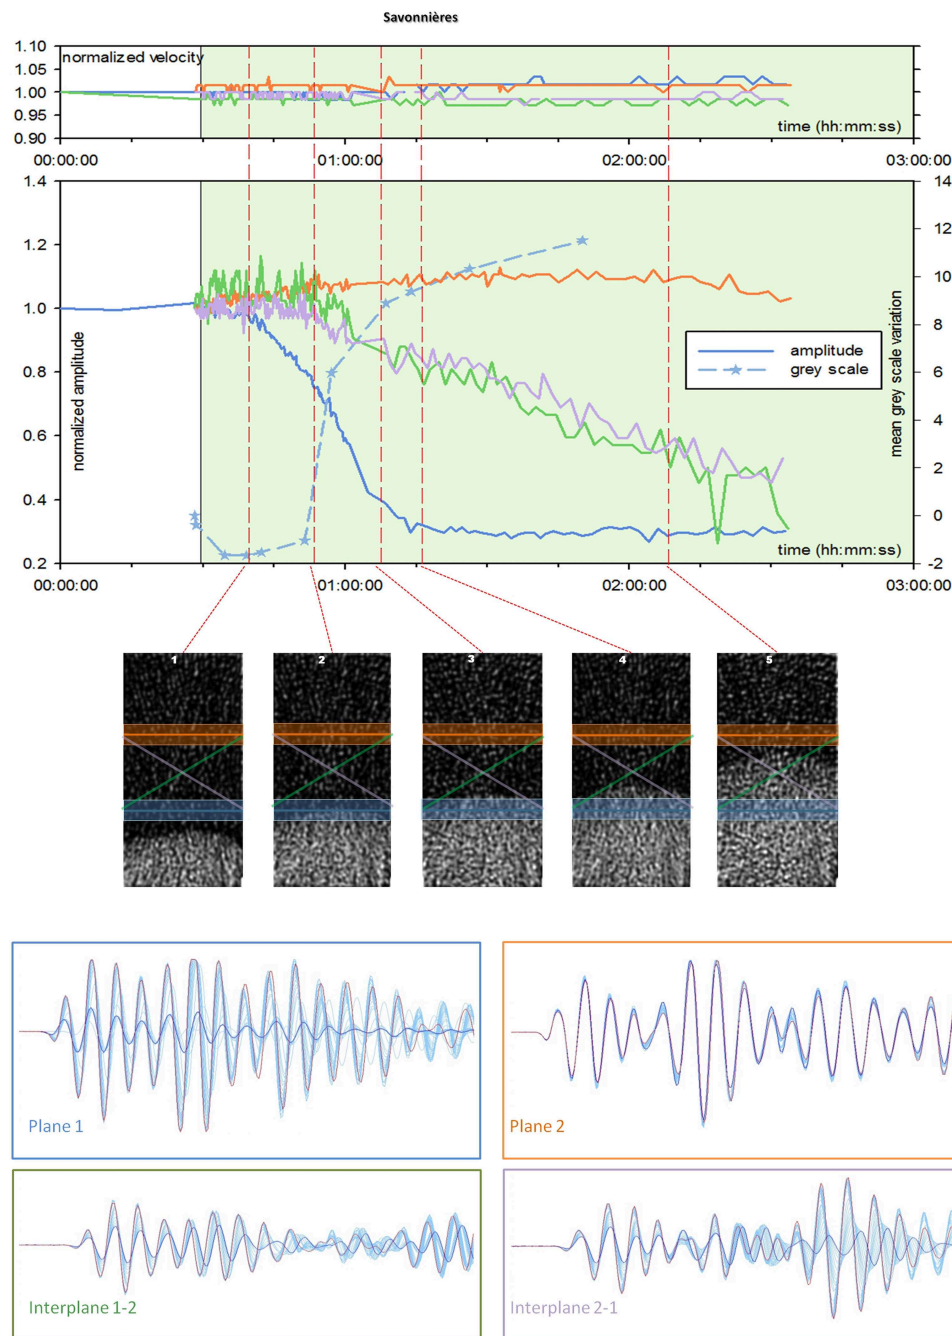 Savonnières
1.10
normalized velocity
1.05
1.00
0.95
0.90
time (hh:mm:ss)
00:00:00 01:00:00 02:00:00 03:00:00
1.4
1.2
1.0
0.8
0.6
0.4
0.2
normalized amplitude
14
12
10
8
6
4
2
0
-2
mean grey scale variation
amplitude
grey scale
time (hh:mm:ss)
00:00:00 01:00:00 02:00:00 03:00:00
1 2 3 4 5
Plane 1
Plane 2
Interplane 1-2
Interplane 2-1